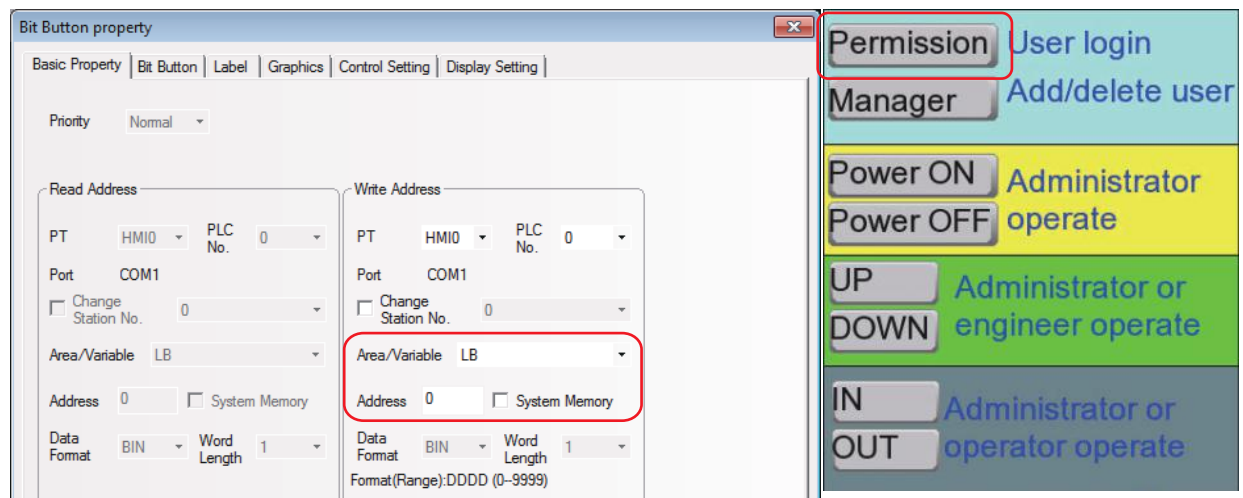 Bit Button property
Basic Property Bit Button Label Graphics Control Setting Display Setting
Priority Normal
Read Address
PT HMI0 PLC No. 0
Port COM1
Change Station No. 0
Area/Variable LB
Address 0 System Memory
Data Format BIN Word Length 1
Write Address
PT HMI0 PLC No. 0
Port COM1
Change Station No. 0
Area/Variable LB
Address 0 System Memory
Data Format BIN Word Length 1
Format(Range):DDDD (0--9999)
Permission User login
Manager Add/delete user
Power ON Administrator
Power OFF operate
UP Administrator or
DOWN engineer operate
IN Administrator or
OUT operator operate